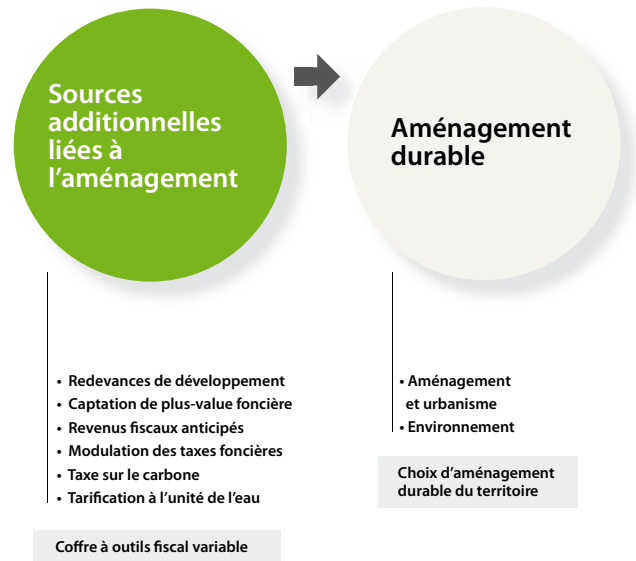 Sources
additionnelles
liées à
l’aménagement
Aménagement
durable
• Redevances de développement
• Captation de plus-value foncière
• Revenus fiscaux anticipés
• Modulation des taxes foncières
• Taxe sur le carbone
• Tarification à l’unité de l’eau
Coffre à outils fiscal variable
• Aménagement
et urbanisme
• Environnement
Choix d’aménagement
durable du territoire